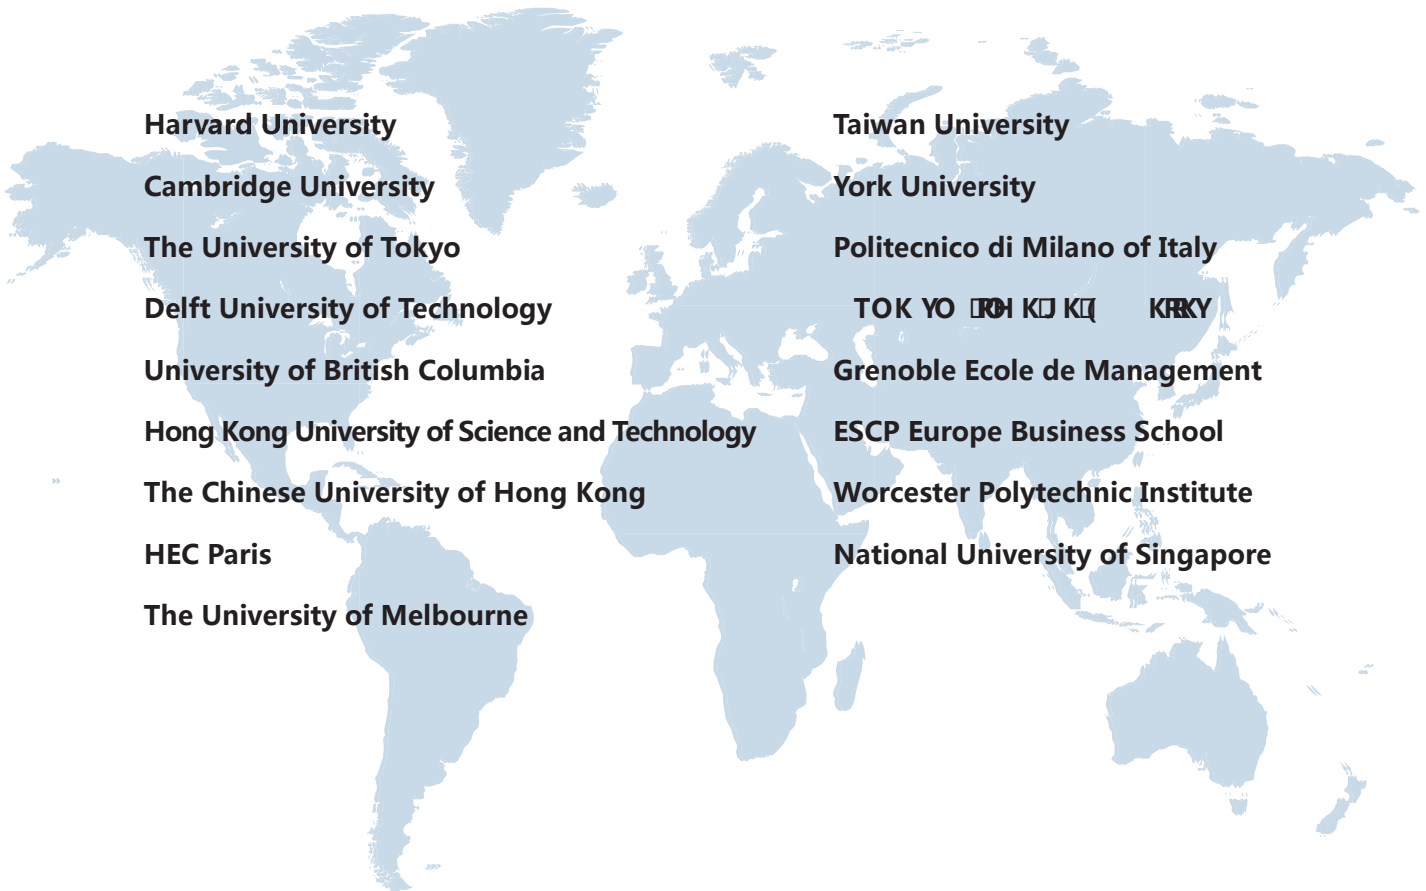 Harvard University
Cambridge University
The University of Tokyo
Delft University of Technology
University of British Columbia
Hong Kong University of Science and Technology
The Chinese University of Hong Kong
HEC Paris
The University of Melbourne
Taiwan University
York University
Politecnico di Milano of Italy
TOK YO
Grenoble Ecole de Management
ESCP Europe Business School
Worcester Polytechnic Institute
National University of Singapore